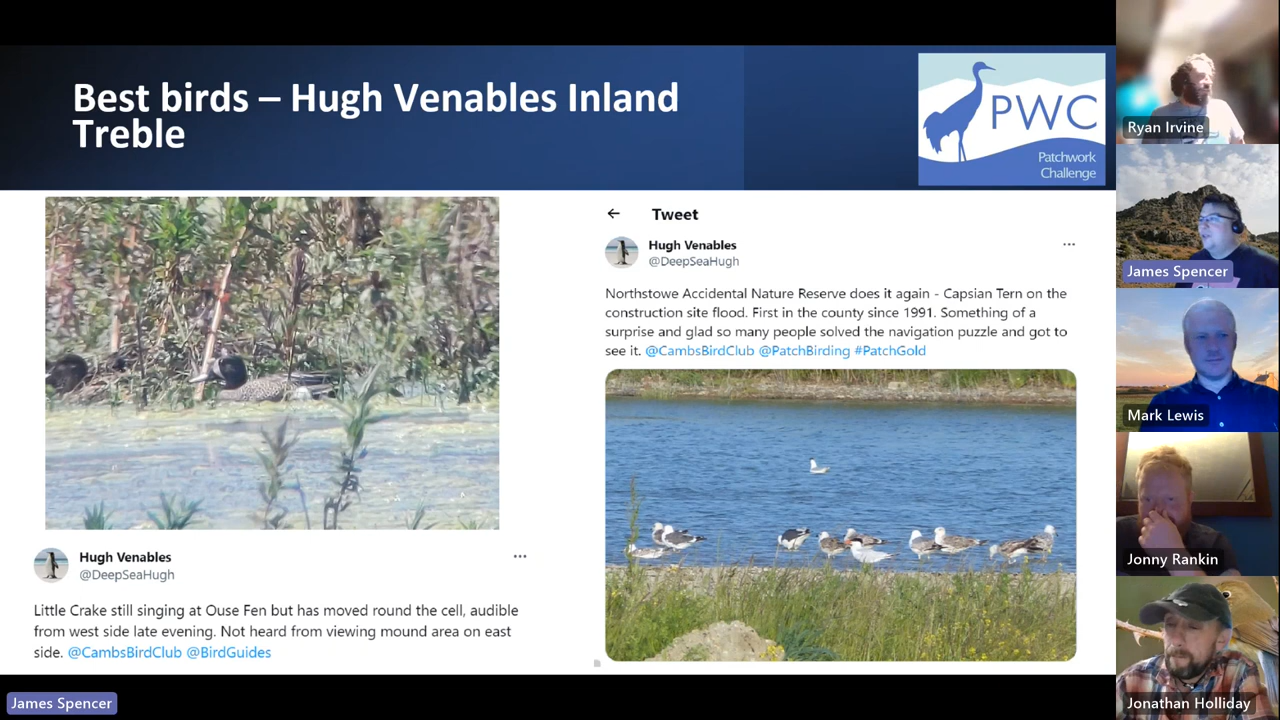 Best birds – Hugh Venables Inland
Treble
PWC
Patchwork
Challenge
Hugh Venables
@DeepSeaHugh
Little Crake still singing at Ouse Fen but has moved round the cell, audible
from west side late evening. Not heard from viewing mound area on east
side. @CambsBirdClub @BirdGuides
Tweet
Hugh Venables
@DeepSeaHugh
Northstowe Accidental Nature Reserve does it again - Capsian Tern on the
construction site flood. First in the county since 1991. Something of a
surprise and glad so many people solved the navigation puzzle and got to
see it. @CambsBirdClub @PatchBirding #PatchGold
Ryan Irvine
James Spencer
Mark Lewis
Jonny Rankin
Jonathan Holliday
James Spencer